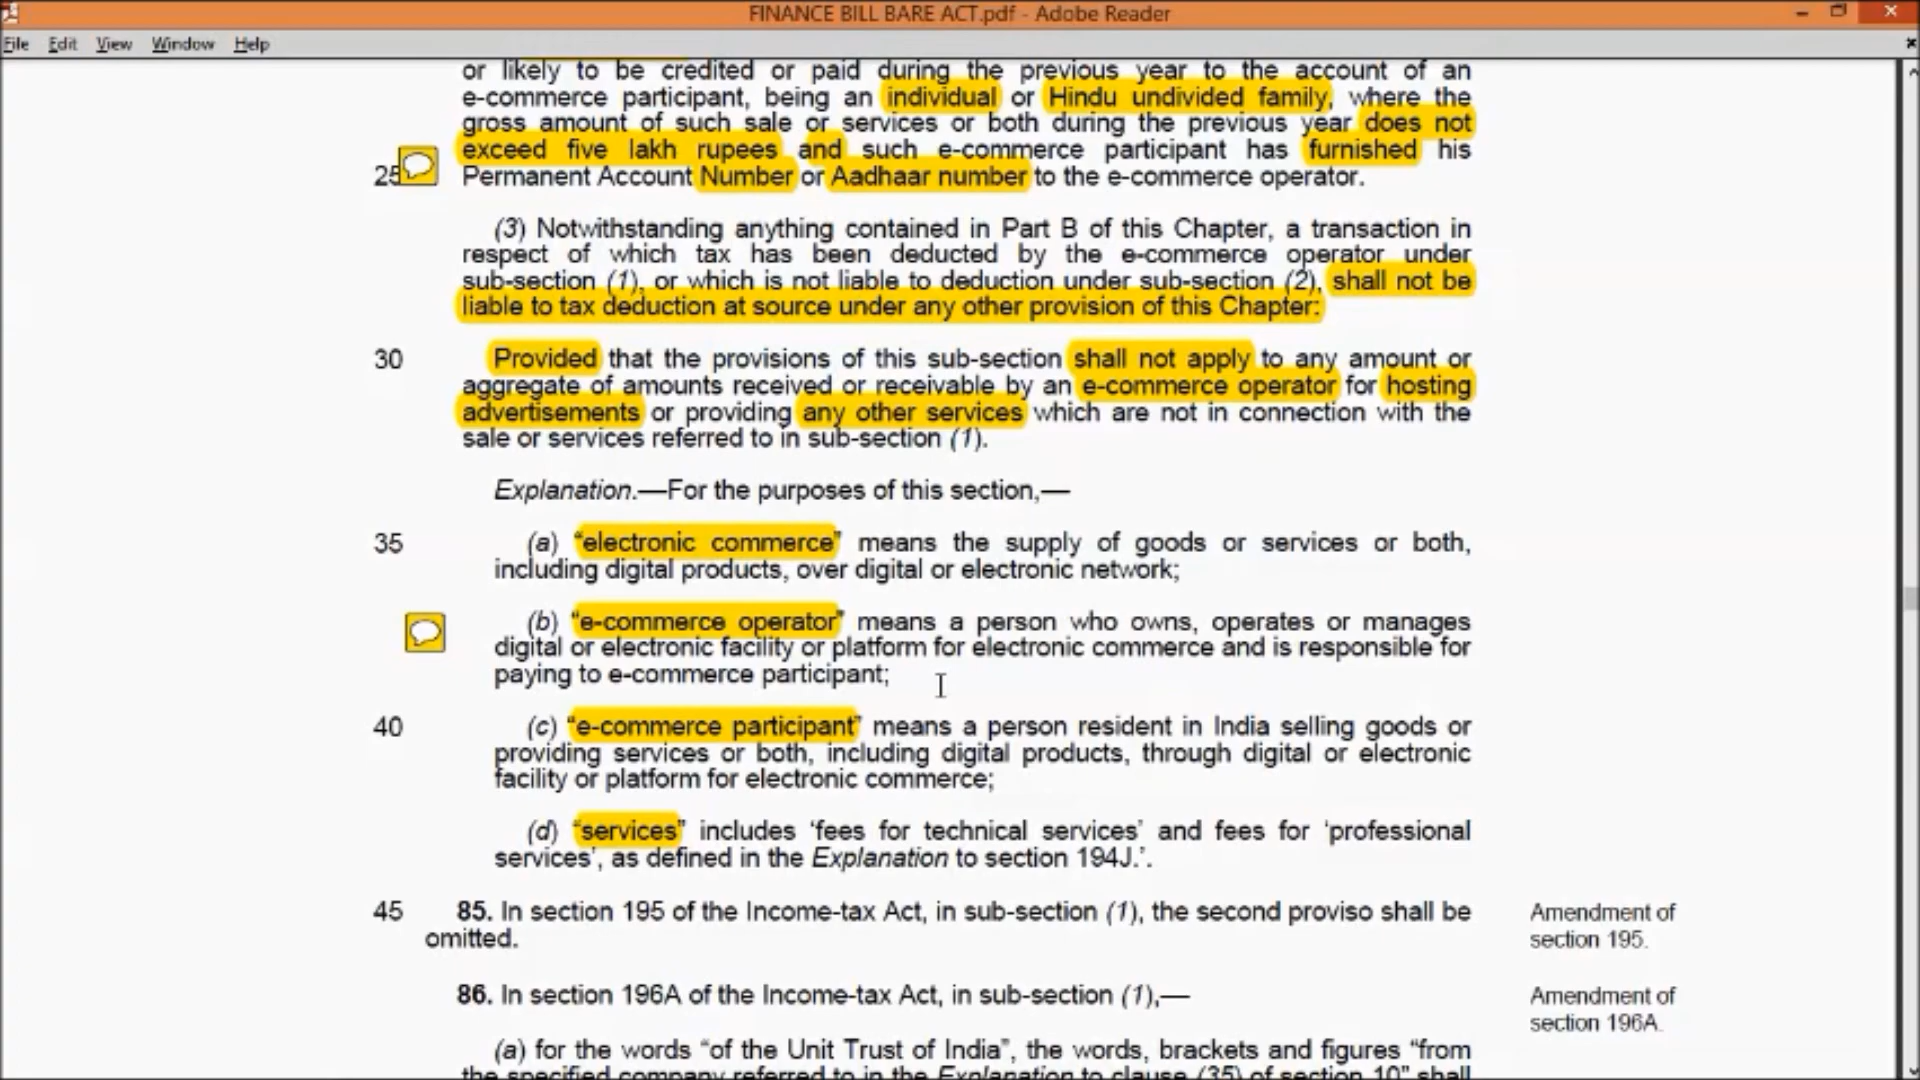 FINANCE BILL BARE ACT.pdf - Adobe Reader
File Edit View Window Help
or likely to be credited or paid during the previous year to the account of an
e-commerce participant, being an individual or Hindu undivided family, where the
gross amount of such sale or services or both during the previous year does not
exceed five lakh rupees and such e-commerce participant has furnished his
25 Permanent Account Number or Aadhaar number to the e-commerce operator.
(3) Notwithstanding anything contained in Part B of this Chapter, a transaction in
respect of which tax has been deducted by the e-commerce operator under
sub-section (1), or which is not liable to deduction under sub-section (2), shall not be
liable to tax deduction at source under any other provision of this Chapter:
30 Provided that the provisions of this sub-section shall not apply to any amount or
aggregate of amounts received or receivable by an e-commerce operator for hosting
advertisements or providing any other services which are not in connection with the
sale or services referred to in sub-section (1).
Explanation.—For the purposes of this section,—
35 (a) “electronic commerce” means the supply of goods or services or both,
including digital products, over digital or electronic network;
(b) “e-commerce operator” means a person who owns, operates or manages
digital or electronic facility or platform for electronic commerce and is responsible for
paying to e-commerce participant;
40 (c) “e-commerce participant” means a person resident in India selling goods or
providing services or both, including digital products, through digital or electronic
facility or platform for electronic commerce;
(d) “services” includes ‘fees for technical services’ and fees for ‘professional
services’, as defined in the Explanation to section 194J.’.
45 85. In section 195 of the Income-tax Act, in sub-section (1), the second proviso shall be
omitted.
Amendment of
section 195.
86. In section 196A of the Income-tax Act, in sub-section (1),—
Amendment of
section 196A.
(a) for the words “of the Unit Trust of India”, the words, brackets and figures “from
the specified company referred to in the Explanation to clause (35) of section 10” shall